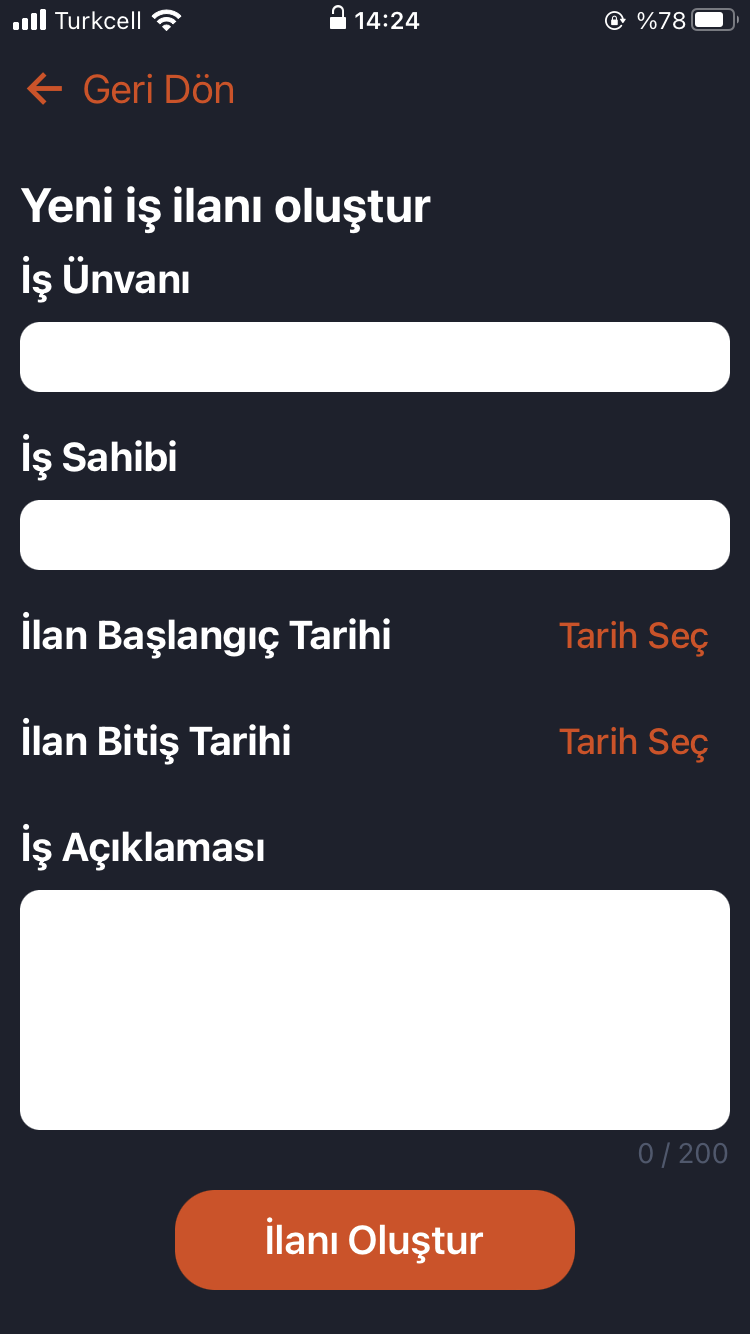 Turkcell 14:24 %78
Geri Dön
Yeni iş ilanı oluştur
İş Ünvanı
İş Sahibi
İlan Başlangıç Tarihi Tarih Seç
İlan Bitiş Tarihi Tarih Seç
İş Açıklaması
0 / 200
İlanı Oluştur